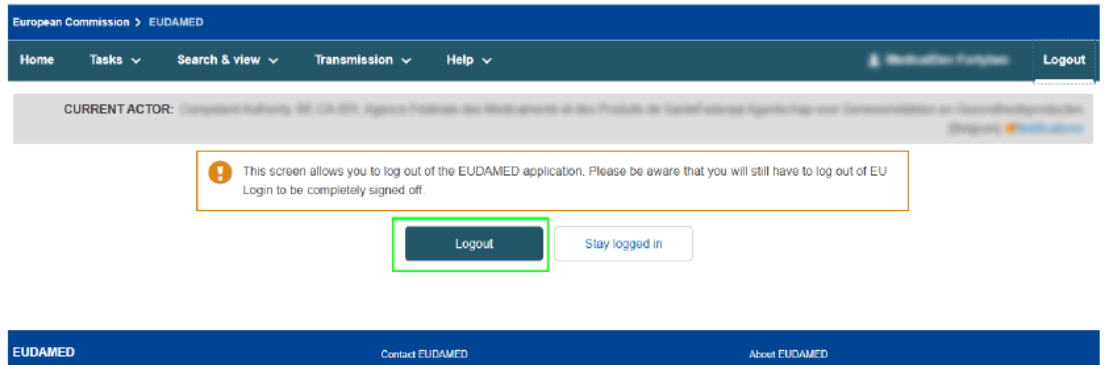 European Commission > EUDAMED
Home Tasks Search & view Transmission Help Logout
CURRENT ACTOR:
This screen allows you to log out of the EUDAMED application. Please be aware that you will still have to log out of EU
Login to be completely signed off.
Logout Stay logged in
EUDAMED Contact EUDAMED About EUDAMED